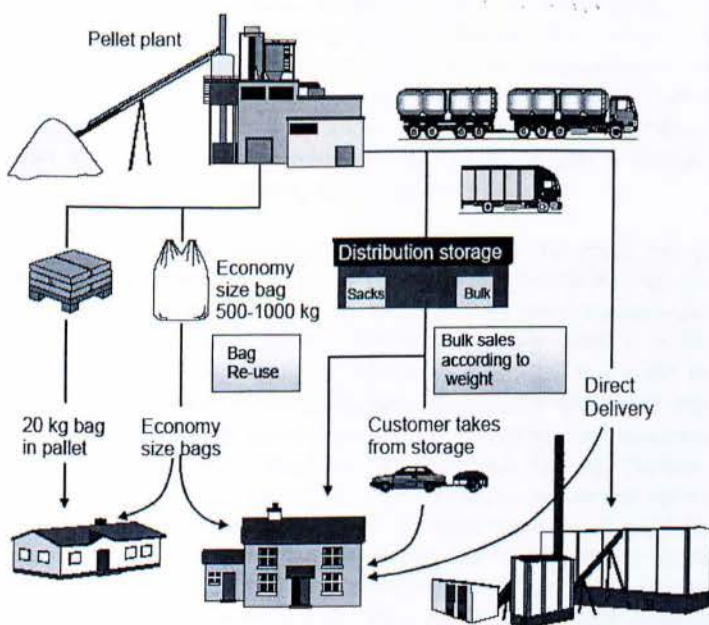 Pellet plant
Distribution storage
Sacks
Bulk
Economy
size bag
500-1000 kg
Bag
Re-use
Bulk sales
according to
weight
Direct
Delivery
20 kg bag
in pallet
Economy
size bags
Customer takes
from storage